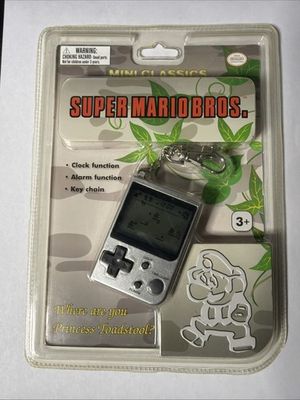 WARNING:
CHOKING HAZARD-Small parts.
Not for children under 3 years.
MINI CLASSICS
SUPER MARIO BROS.
• Clock function
• Alarm function
• Key chain
3+
Where are you
Princess Toadstool?